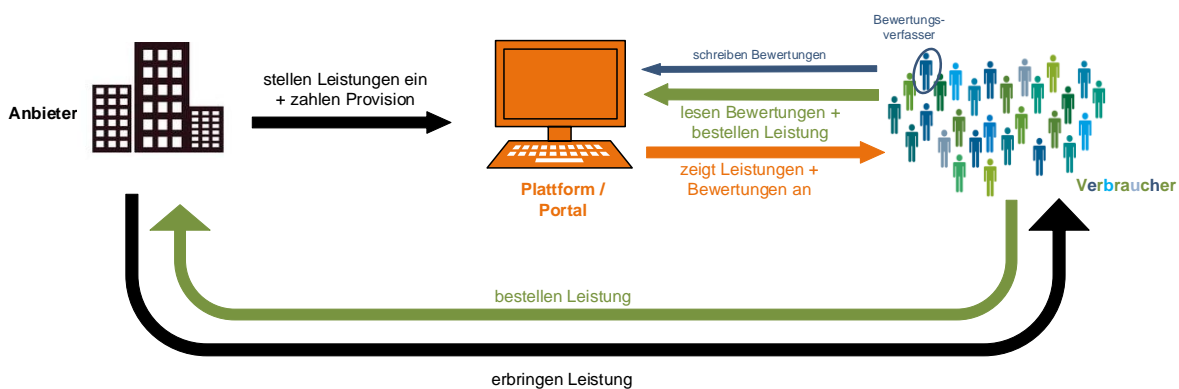 Bewertungs-
verfasser
schreiben Bewertungen
stellen Leistungen ein
+ zahlen Provision
Anbieter
lesen Bewertungen +
bestellen Leistung
zeigt Leistungen +
Bewertungen an
Plattform /
Portal
Verbraucher
bestellen Leistung
erbringen Leistung